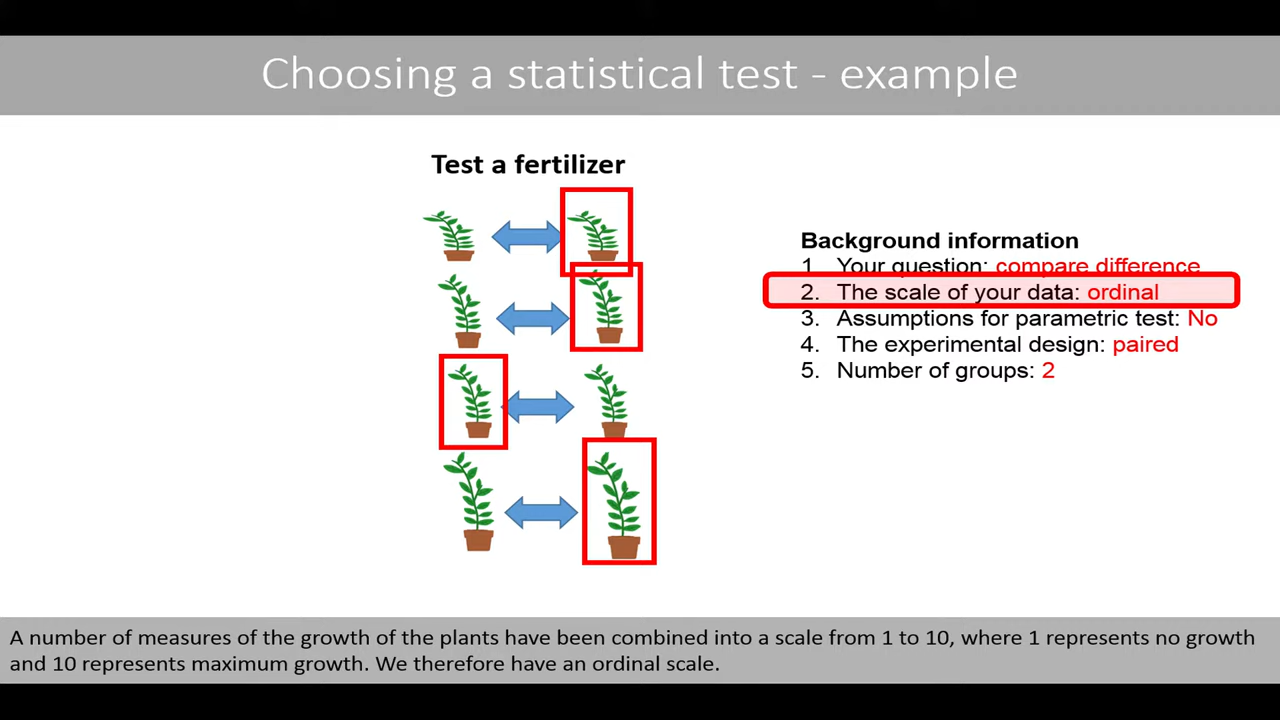 Choosing a statistical test - example
Test a fertilizer
Background information
1. Your question: compare difference
2. The scale of your data: ordinal
3. Assumptions for parametric test: No
4. The experimental design: paired
5. Number of groups: 2
A number of measures of the growth of the plants have been combined into a scale from 1 to 10, where 1 represents no growth
and 10 represents maximum growth. We therefore have an ordinal scale.